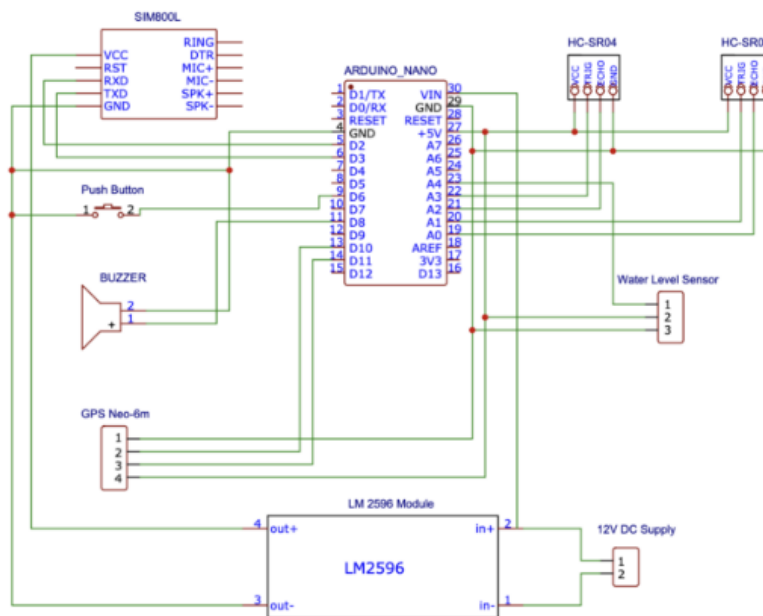 SIM800L
VCC
RST
RXD
TXD
GND
RING
DTR
MIC+
MIC-
SPK+
SPK-
ARDUINO_NANO
1 D1/TX VIN 30
2 D0/RX GND 29
3 RESET RESET 28
4 GND +5V 27
5 D2 A7 26
6 D3 A6 25
7 D4 A5 24
8 D5 A4 23
9 D6 A3 22
10 D7 A2 21
11 D8 A1 20
12 D9 A0 19
13 D10 AREF 18
14 D11 3V3 17
15 D12 D13 16
HC-SR04
VCC
TRIG
ECHO
GND
HC-SR0
VCC
TRIG
ECHO
Push Button
1 2
BUZZER
2
+ 1
Water Level Sensor
1
2
3
GPS Neo-6m
1
2
3
4
LM 2596 Module
4 out+ in+ 2
LM2596
3 out- in- 1
12V DC Supply
1
2